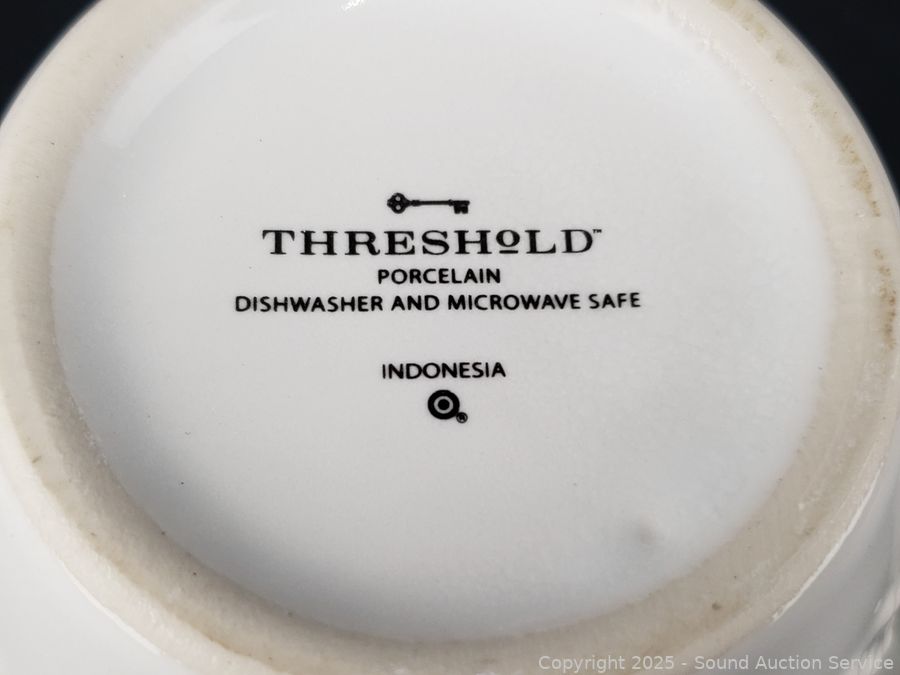 THRESHOLD™
PORCELAIN
DISHWASHER AND MICROWAVE SAFE
INDONESIA
®
Copyright © 2025 - Sound Auction Service